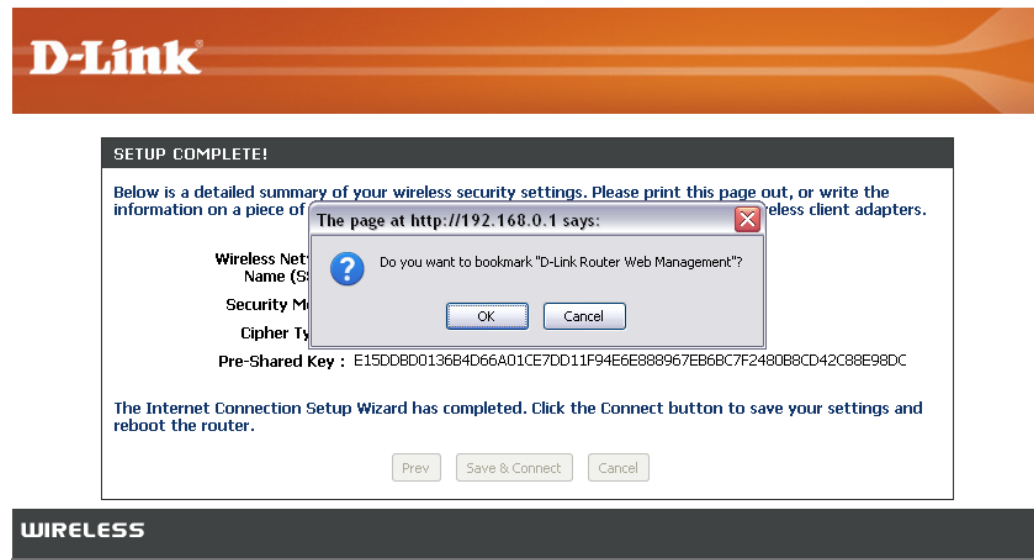 D-Link
SETUP COMPLETE!
Below is a detailed summary of your wireless security settings. Please print this page out, or write the
information on a piece of reless client adapters.
The page at http://192.168.0.1 says:
Do you want to bookmark "D-Link Router Web Management"?
OK Cancel
Wireless Net
Name (S
Security M
Cipher Ty
Pre-Shared Key : E15DDBD0136B4D66A01CE7DD11F94E6E888967EB6BC7F2480B8CD42C88E98DC
The Internet Connection Setup Wizard has completed. Click the Connect button to save your settings and
reboot the router.
Prev Save & Connect Cancel
WIRELESS